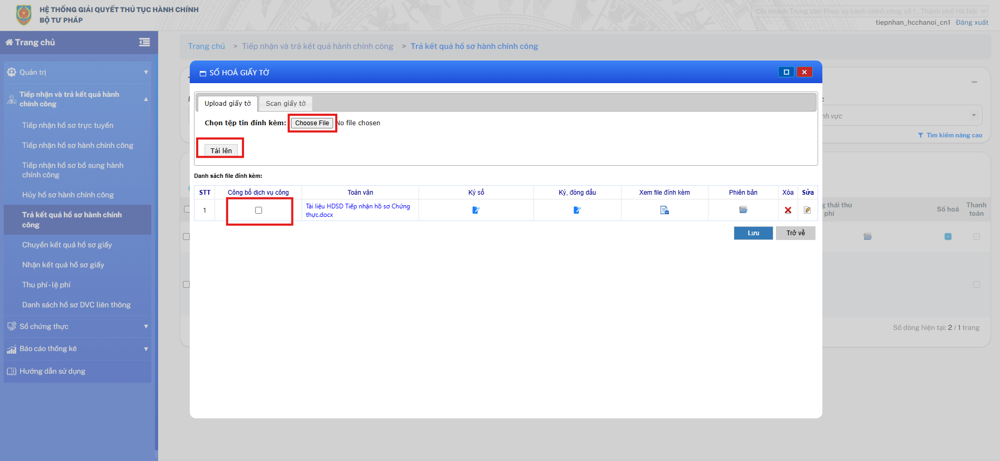 HỆ THỐNG GIẢI QUYẾT THỦ TỤC HÀNH CHÍNH
BỘ TƯ PHÁP
Chi nhánh Trung tâm Phục vụ hành chính công số 1 , Thành phố Hà Nội
tiepnhan_hcchanoi_cn1 Đăng xuất
Trang chủ
Trang chủ > Tiếp nhận và trả kết quả hành chính công > Trả kết quả hồ sơ hành chính công
Quản trị
Tiếp nhận và trả kết quả hành
chính công
Tiếp nhận hồ sơ trực tuyến
Tiếp nhận hồ sơ hành chính công
Tiếp nhận hồ sơ bổ sung hành
chính công
Hủy hồ sơ hành chính công
Trả kết quả hồ sơ hành chính
công
Chuyển kết quả hồ sơ giấy
Nhận kết quả hồ sơ giấy
Thu phí - lệ phí
Danh sách hồ sơ DVC liên thông
Sổ chứng thực
Báo cáo thống kê
Hướng dẫn sử dụng
SỐ HOÁ GIẤY TỜ
Upload giấy tờ Scan giấy tờ
Chọn tệp tin đính kèm: Choose File No file chosen
Tải lên
Danh sách file đính kèm:
STT Công bố dịch vụ công Toàn văn Ký số Ký, đóng dấu Xem file đính kèm Phiên bản Xóa Sửa
1 Tài liệu HDSD Tiếp nhận hồ sơ Chứng
thực.docx
Lưu Trở về
vực
Tìm kiếm nâng cao
thái thu
phí
Số hoá
Thanh
toán
Số dòng hiện tại: 2 / 1 trang